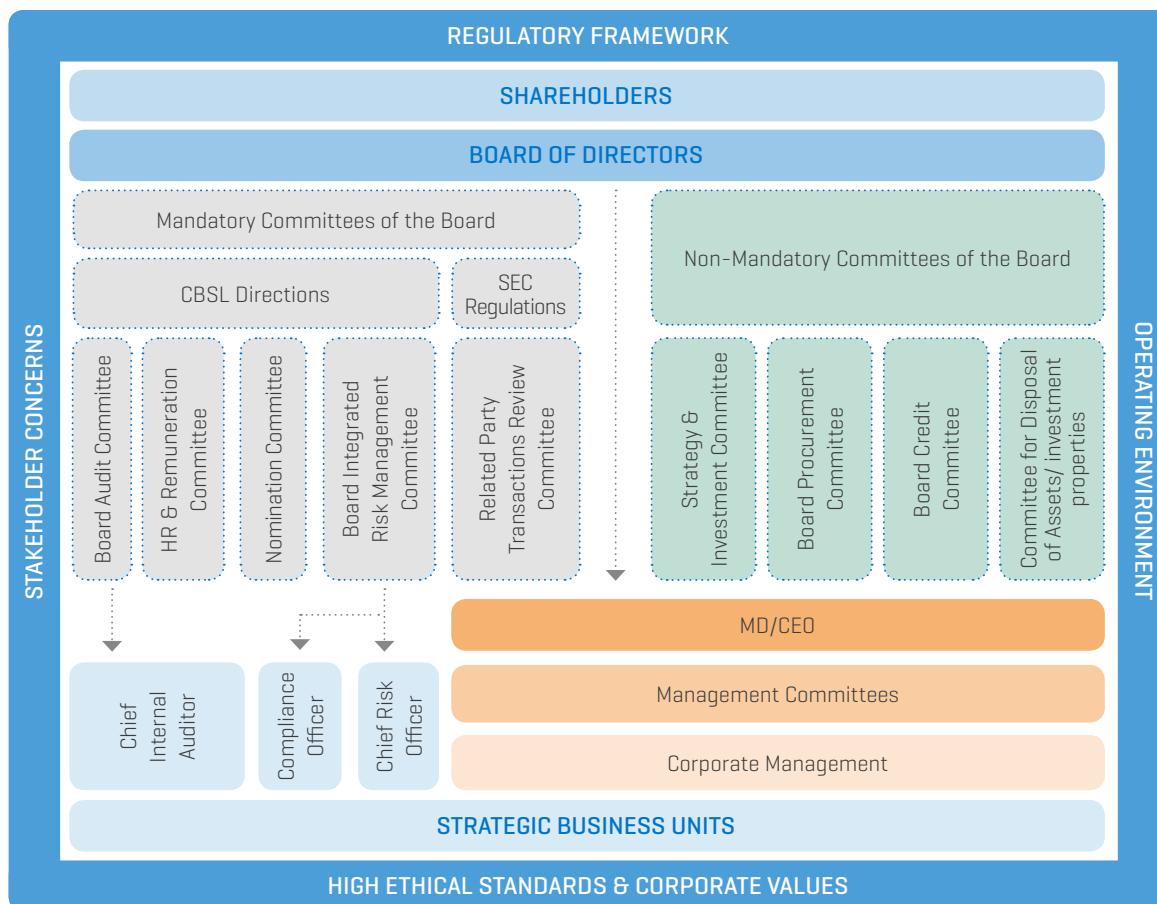 REGULATORY FRAMEWORK
SHAREHOLDERS
BOARD OF DIRECTORS
Mandatory Committees of the Board
Non-Mandatory Committees of the Board
CBSL Directions
SEC
Regulations
STAKEHOLDER CONCERNS
OPERATING ENVIRONMENT
Board Audit Committee
HR & Remuneration
Committee
Nomination Committee
Board Integrated
Risk Management
Committee
Related Party
Transactions Review
Committee
Strategy &
Investment Committee
Board Procurement
Committee
Board Credit
Committee
Committee for Disposal
of Assets/ investment
properties
MD/CEO
Chief
Internal
Auditor
Compliance
Officer
Chief Risk
Officer
Management Committees
Corporate Management
STRATEGIC BUSINESS UNITS
HIGH ETHICAL STANDARDS & CORPORATE VALUES